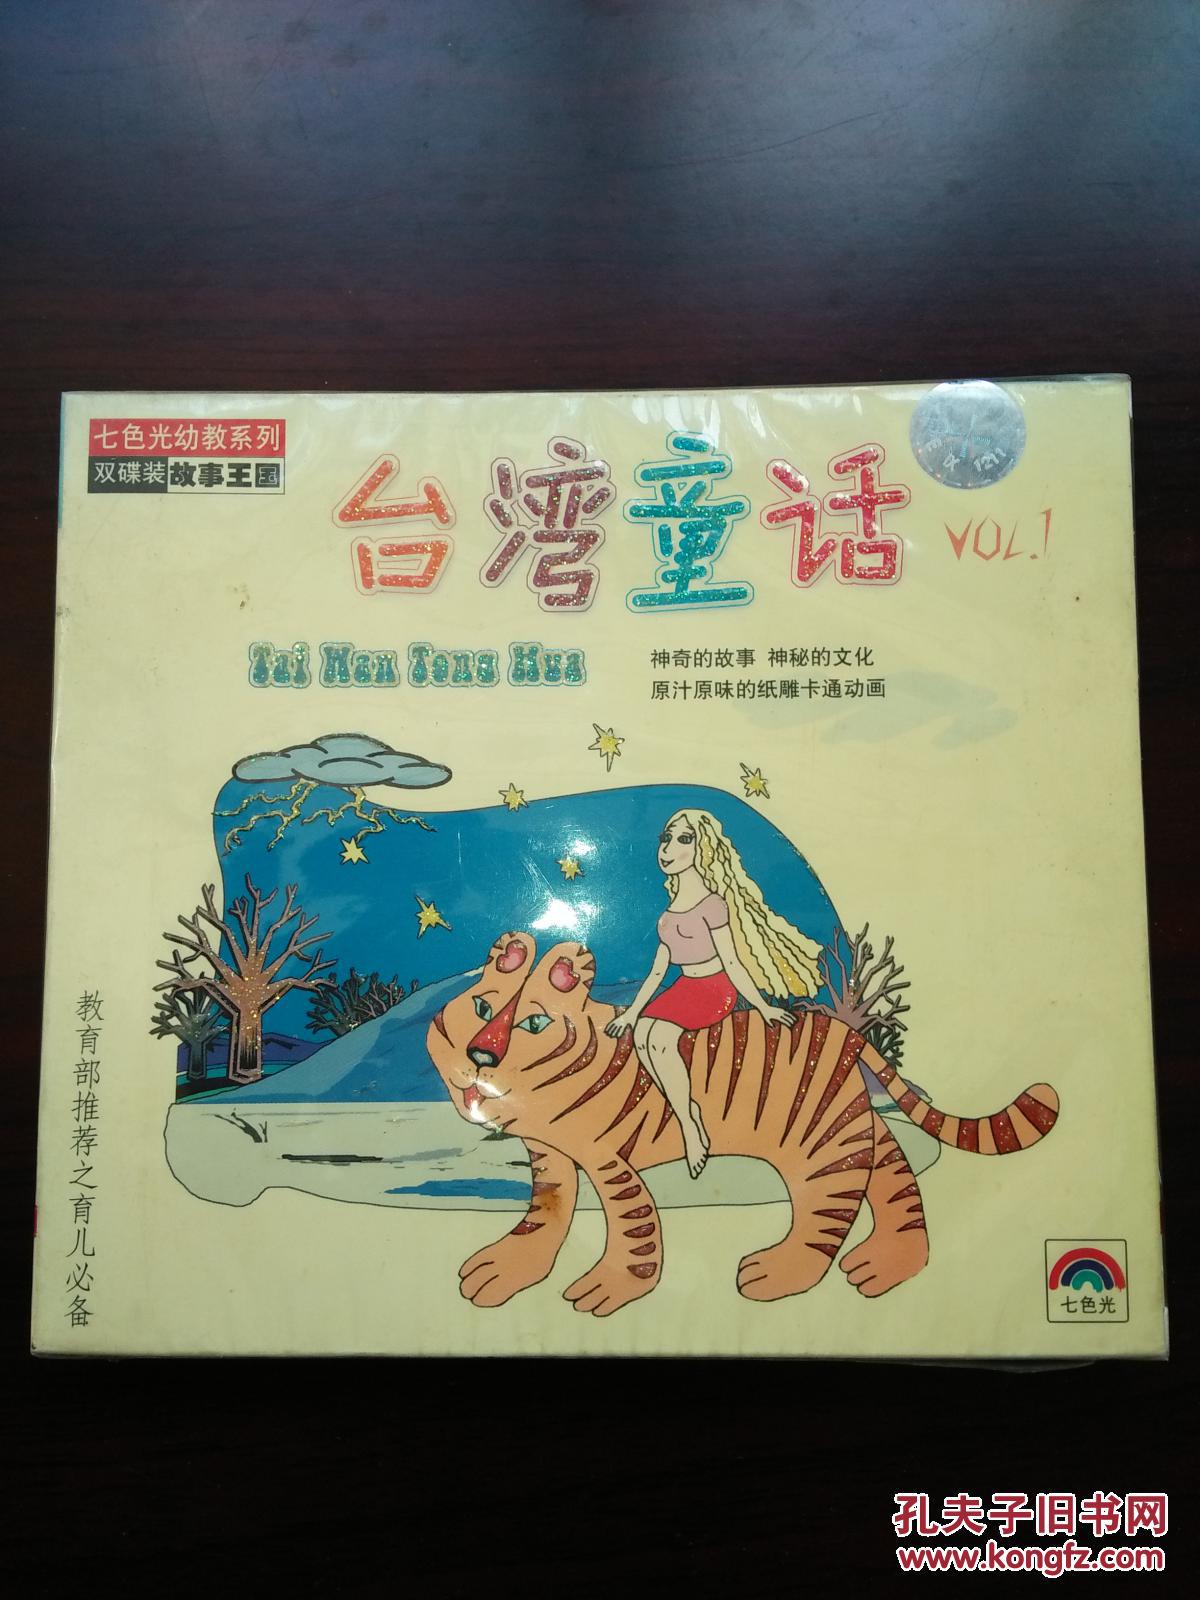 七色光幼教系列
双碟装故事王国
台湾童话
VOL.1
Tai Wan Tong Hua
神奇的故事 神秘的文化
原汁原味的纸雕卡通动画
教育部推荐之育儿必备
七色光
孔夫子旧书网
www.kongfz.com